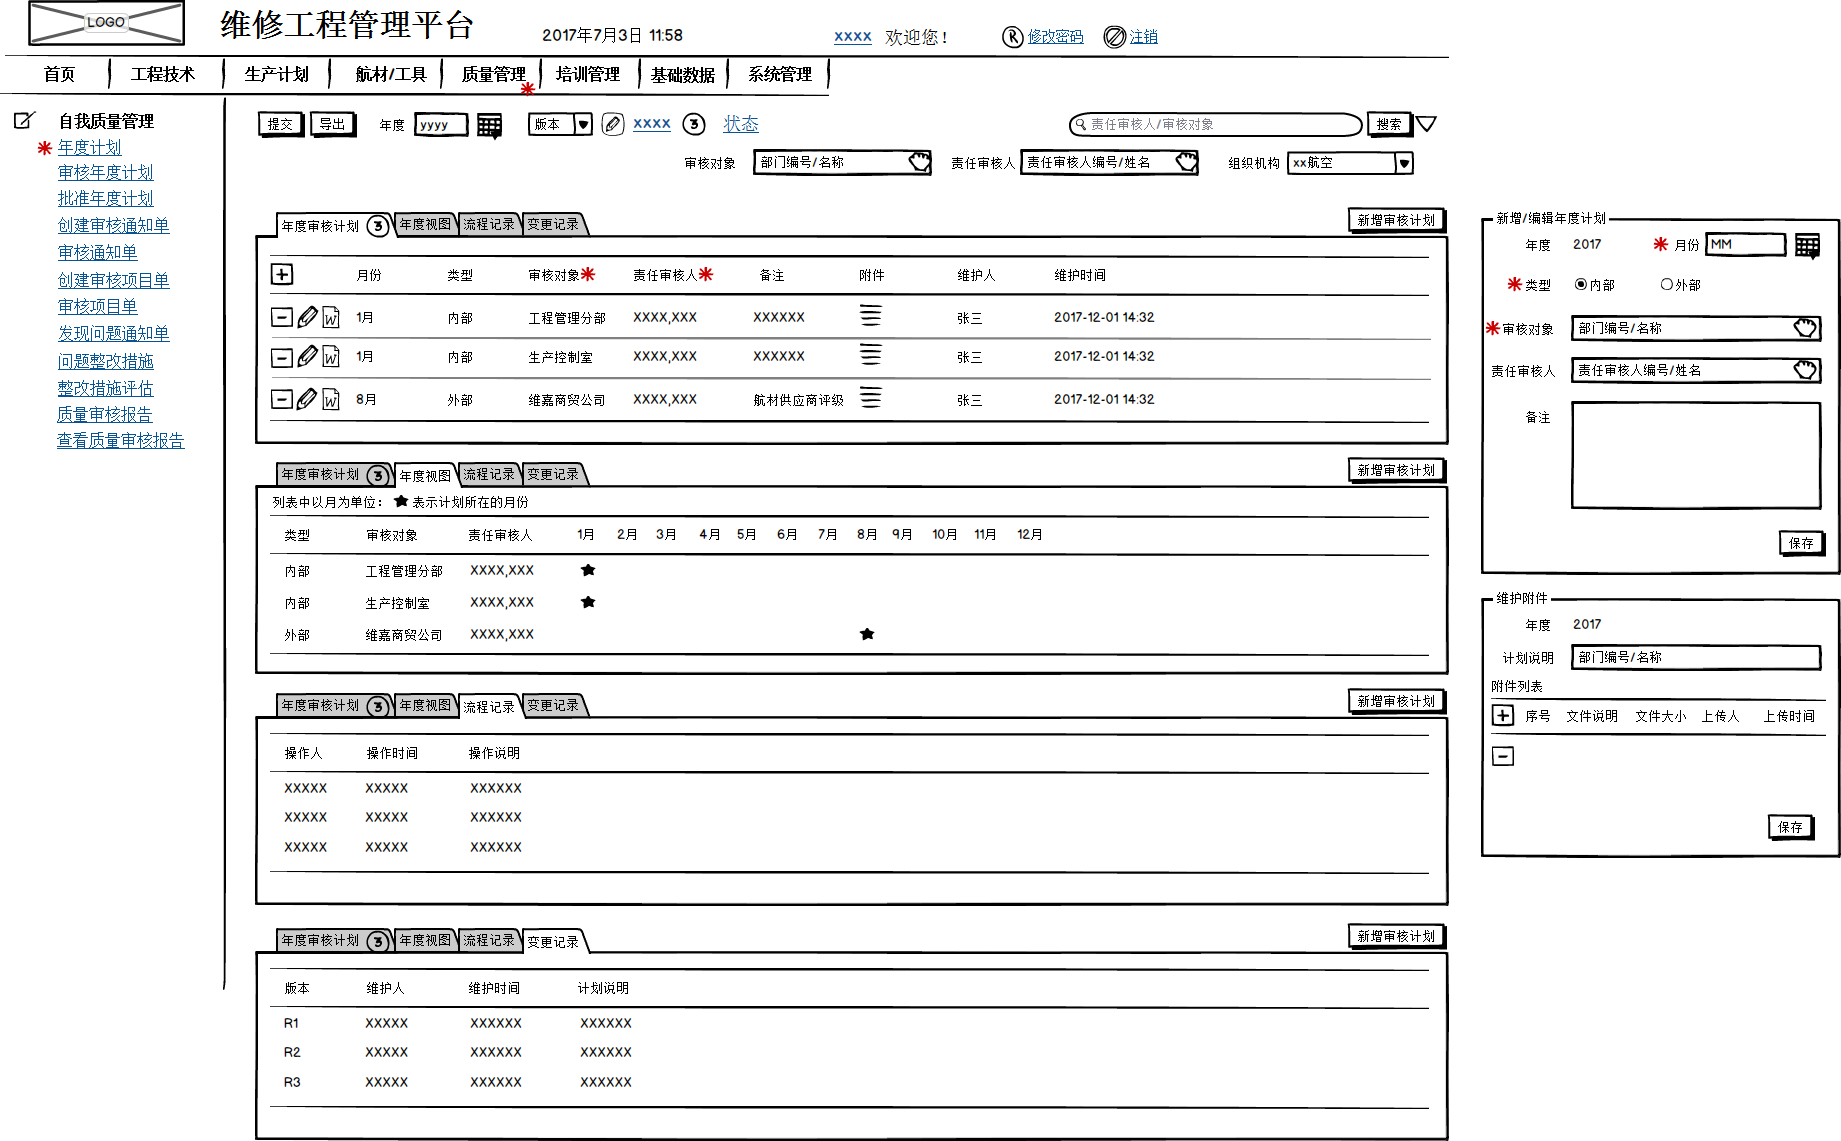 LOGO 维修工程管理平台 2017年7月3日 11:58 xxxx 欢迎您！ R 修改密码 注销
首页 工程技术 生产计划 航材/工具 质量管理 培训管理 基础数据 系统管理
自我质量管理
年度计划
审核年度计划
批准年度计划
创建审核通知单
审核通知单
创建审核项目单
审核项目单
发现问题通知单
问题整改措施
整改措施评估
质量审核报告
查看质量审核报告
提交 导出 年度 yyyy 版本 xxxx 3 状态 责任审核人/审核对象 搜索
审核对象 部门编号/名称 责任审核人 责任审核人编号/姓名 组织机构 xx航空
年度审核计划 3 年度视图 流程记录 变更记录 新增审核计划
月份 类型 审核对象 责任审核人 备注 附件 维护人 维护时间
W 1月 内部 工程管理分部 XXXX,XXX XXXXXX 张三 2017-12-01 14:32
W 1月 内部 生产控制室 XXXX,XXX XXXXXX 张三 2017-12-01 14:32
W 8月 外部 维嘉商贸公司 XXXX,XXX 航材供应商评级 张三 2017-12-01 14:32
年度审核计划 3 年度视图 流程记录 变更记录 新增审核计划
列表中以月为单位： ★ 表示计划所在的月份
类型 审核对象 责任审核人 1月 2月 3月 4月 5月 6月 7月 8月 9月 10月 11月 12月
内部 工程管理分部 XXXX,XXX ★
内部 生产控制室 XXXX,XXX ★
外部 维嘉商贸公司 XXXX,XXX ★
年度审核计划 3 年度视图 流程记录 变更记录 新增审核计划
操作人 操作时间 操作说明
XXXXX XXXXX XXXXXX
XXXXX XXXXX XXXXXX
XXXXX XXXXX XXXXXX
年度审核计划 3 年度视图 流程记录 变更记录 新增审核计划
版本 维护人 维护时间 计划说明
R1 XXXXX XXXXXX XXXXXX
R2 XXXXX XXXXXX XXXXXX
R3 XXXXX XXXXXX XXXXXX
新增/编辑年度计划
年度 2017 月份 MM
类型 内部 外部
审核对象 部门编号/名称
责任审核人 责任审核人编号/姓名
备注
保存
维护附件
年度 2017
计划说明 部门编号/名称
附件列表
序号 文件说明 文件大小 上传人 上传时间
保存